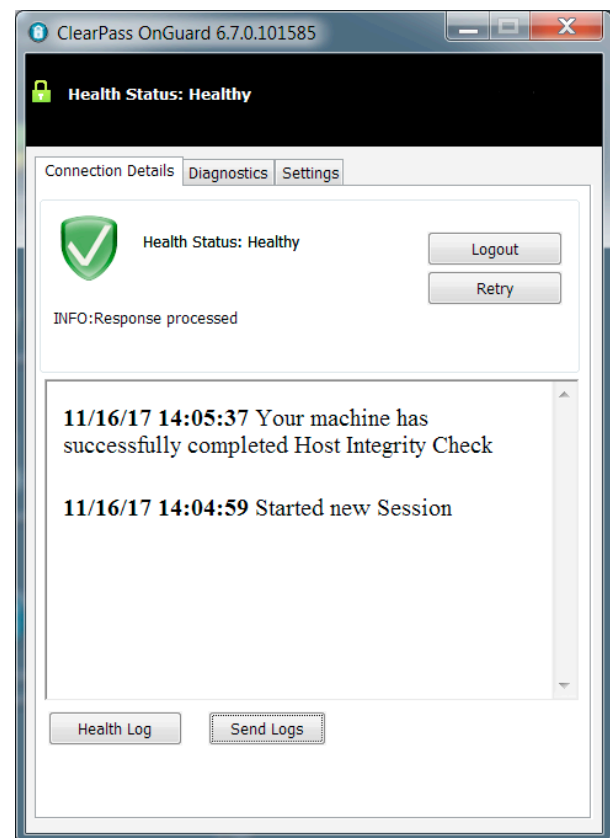 ClearPass OnGuard 6.7.0.101585
Health Status: Healthy
Connection Details Diagnostics Settings
Health Status: Healthy
Logout
Retry
INFO:Response processed
11/16/17 14:05:37 Your machine has
successfully completed Host Integrity Check
11/16/17 14:04:59 Started new Session
Health Log Send Logs